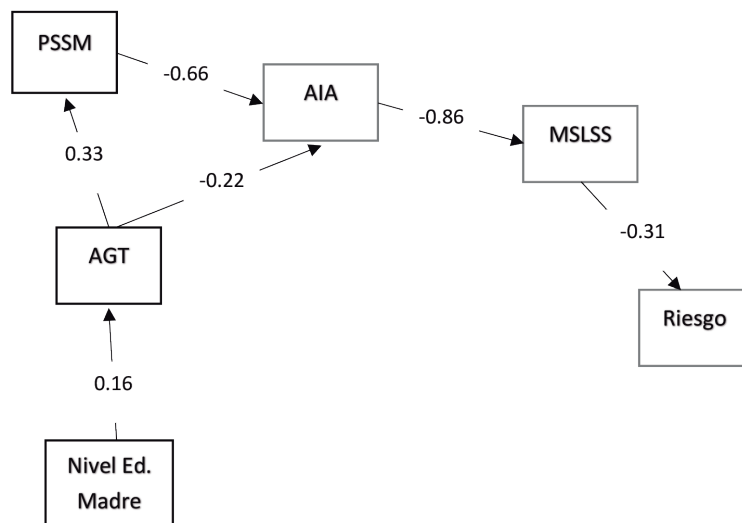 PSSM
-0.66
AIA
-0.86
MSLSS
0.33
-0.22
-0.31
AGT
Riesgo
0.16
Nivel Ed.
Madre